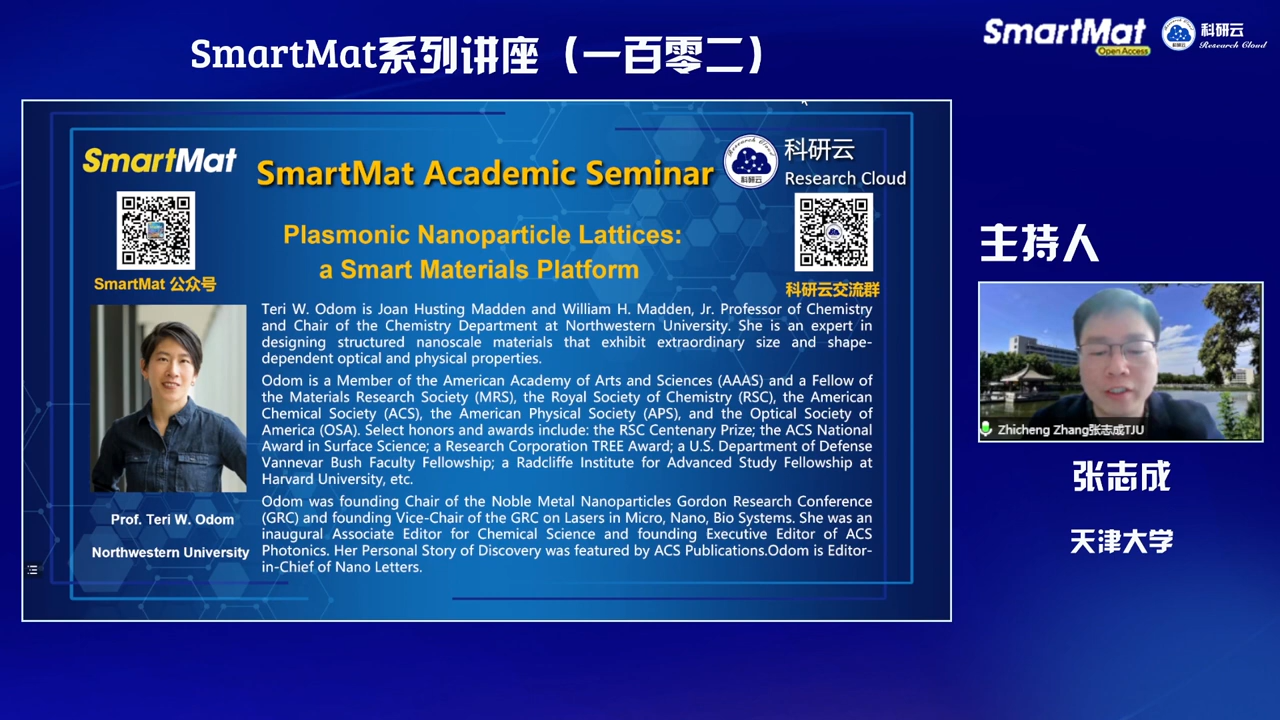 SmartMat系列讲座（一百零二）
SmartMat
Open Access
科研云
Research Cloud
SmartMat
SmartMat Academic Seminar
科研云
Research Cloud
Plasmonic Nanoparticle Lattices:
a Smart Materials Platform
SmartMat 公众号
科研云交流群
Teri W. Odom is Joan Husting Madden and William H. Madden, Jr. Professor of Chemistry
and Chair of the Chemistry Department at Northwestern University. She is an expert in
designing structured nanoscale materials that exhibit extraordinary size and shape-
dependent optical and physical properties.
Odom is a Member of the American Academy of Arts and Sciences (AAAS) and a Fellow of
the Materials Research Society (MRS), the Royal Society of Chemistry (RSC), the American
Chemical Society (ACS), the American Physical Society (APS), and the Optical Society of
America (OSA). Select honors and awards include: the RSC Centenary Prize; the ACS National
Award in Surface Science; a Research Corporation TREE Award; a U.S. Department of Defense
Vannevar Bush Faculty Fellowship; a Radcliffe Institute for Advanced Study Fellowship at
Harvard University, etc.
Odom was founding Chair of the Noble Metal Nanoparticles Gordon Research Conference
(GRC) and founding Vice-Chair of the GRC on Lasers in Micro, Nano, Bio Systems. She was an
inaugural Associate Editor for Chemical Science and founding Executive Editor of ACS
Photonics. Her Personal Story of Discovery was featured by ACS Publications.Odom is Editor-
in-Chief of Nano Letters.
Prof. Teri W. Odom
Northwestern University
主持人
Zhicheng Zhang张志成TJU
张志成
天津大学